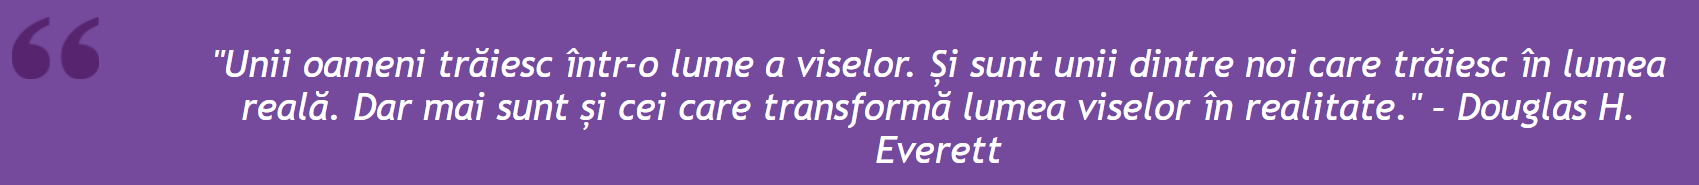 "Unii oameni trăiesc într-o lume a viselor. Și sunt unii dintre noi care trăiesc în lumea
reală. Dar mai sunt și cei care transformă lumea viselor în realitate." – Douglas H.
Everett